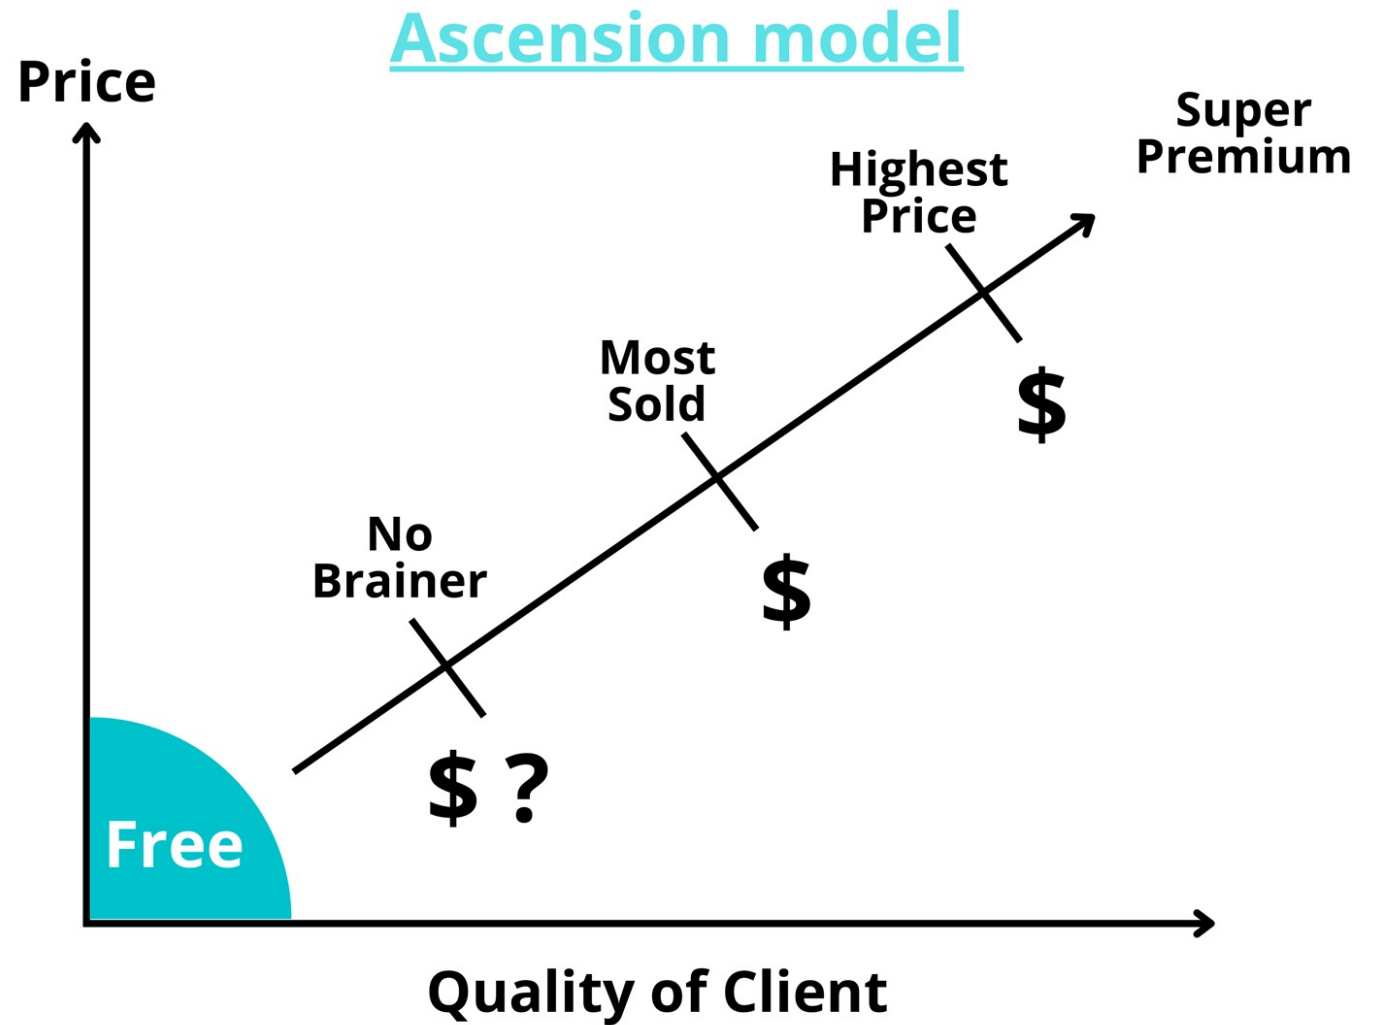 Ascension model
Price
Super
Premium
Highest
Price
$
Most
Sold
$
No
Brainer
$ ?
Free
Quality of Client